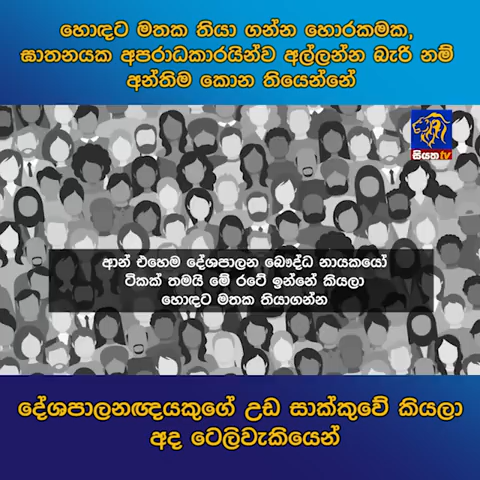 හොඳට මතක තියා ගන්න හොරකමක,
ඝාතනයක අපරාධකාරයින්ව අල්ලන්න බැරි නම්
අන්තිම කොන තියෙන්නේ
සියත tv
ආන් එහෙම දේශපාලන බෞද්ධ නායකයෝ
ටිකක් තමයි මේ රටේ ඉන්නේ කියලා
හොඳට මතක තියාගන්න
දේශපාලනඥයකුගේ උඩ සාක්කුවේ කියලා
අද ටෙලිවැකියෙන්